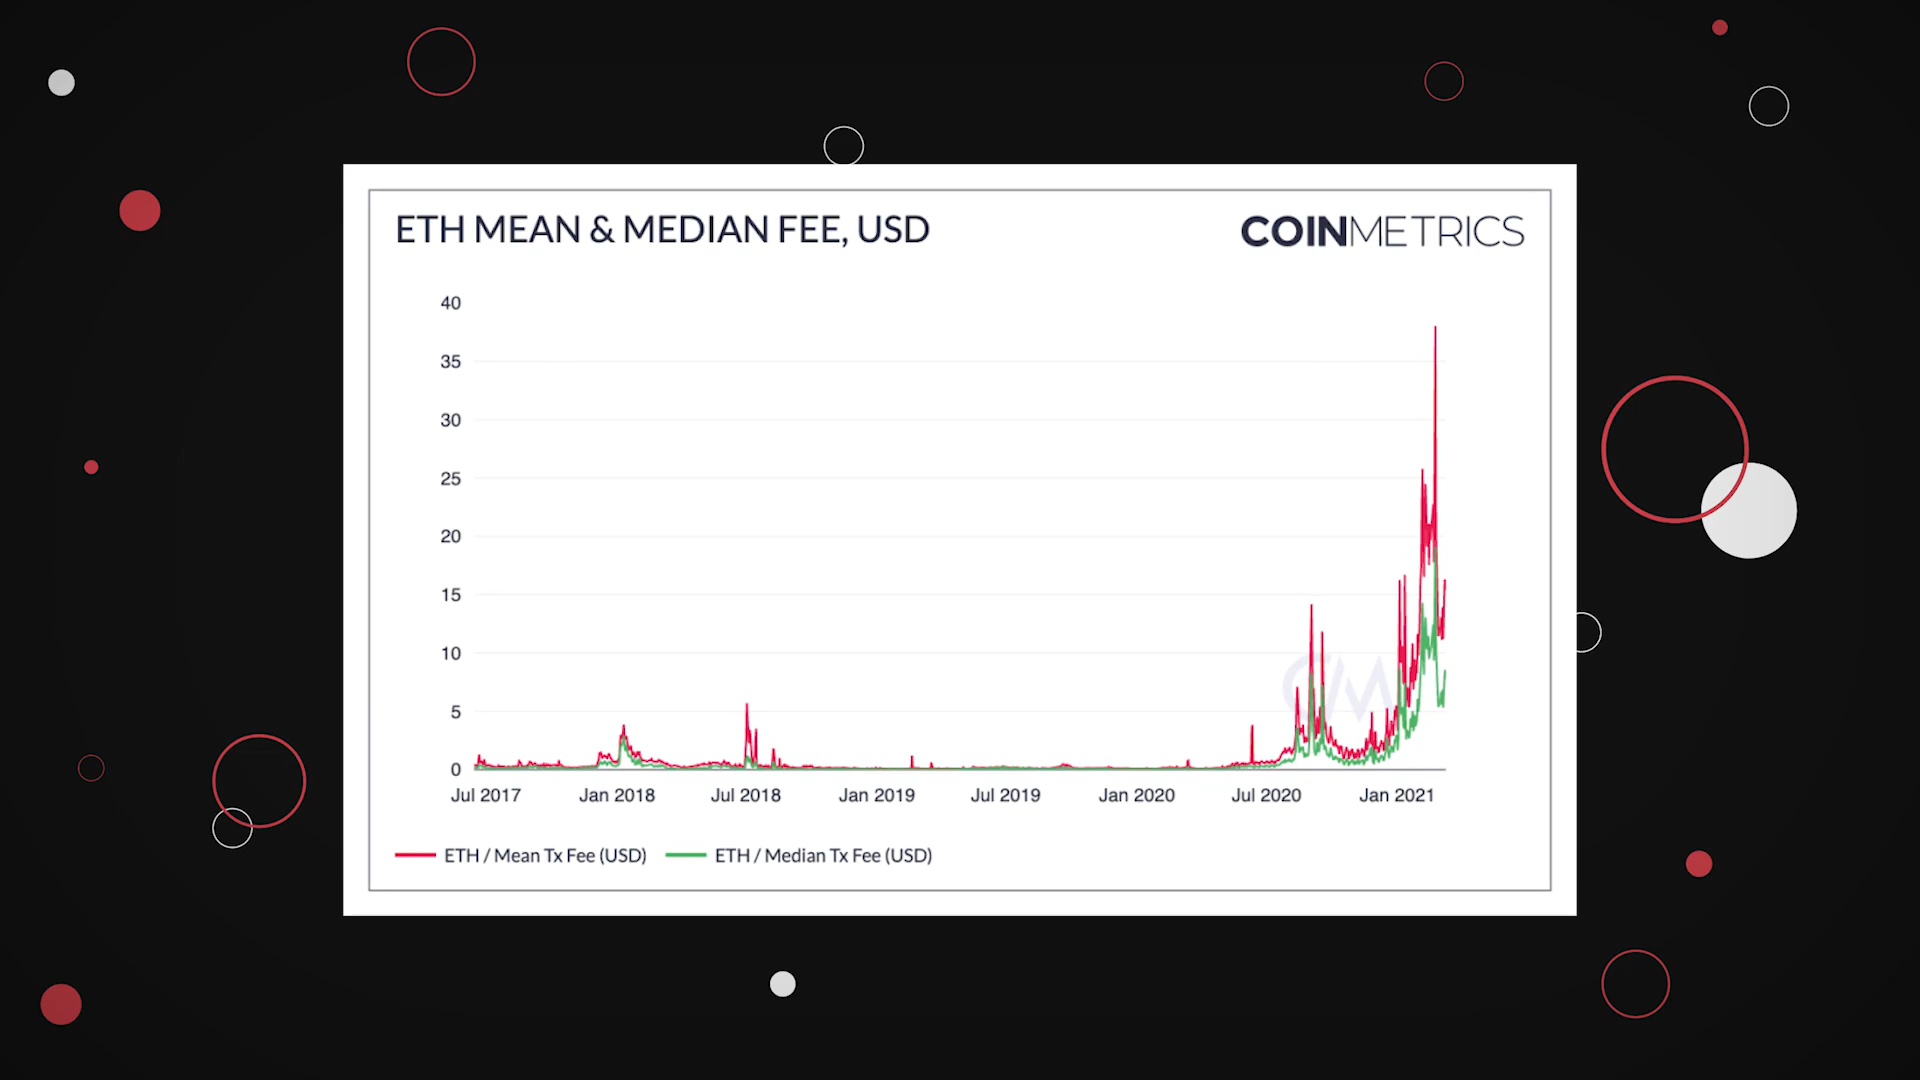 ETH MEAN & MEDIAN FEE, USD
COINMETRICS
40
35
30
25
20
15
10
5
0
CM
Jul 2017 Jan 2018 Jul 2018 Jan 2019 Jul 2019 Jan 2020 Jul 2020 Jan 2021
ETH / Mean Tx Fee (USD) ETH / Median Tx Fee (USD)